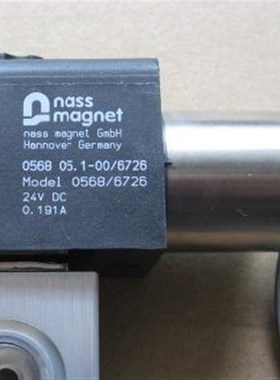 nass
magnet
nass magnet GmbH
Hannover Germany
0568 05.1-00/6726
Model 0568/6726
24V DC
0.191A